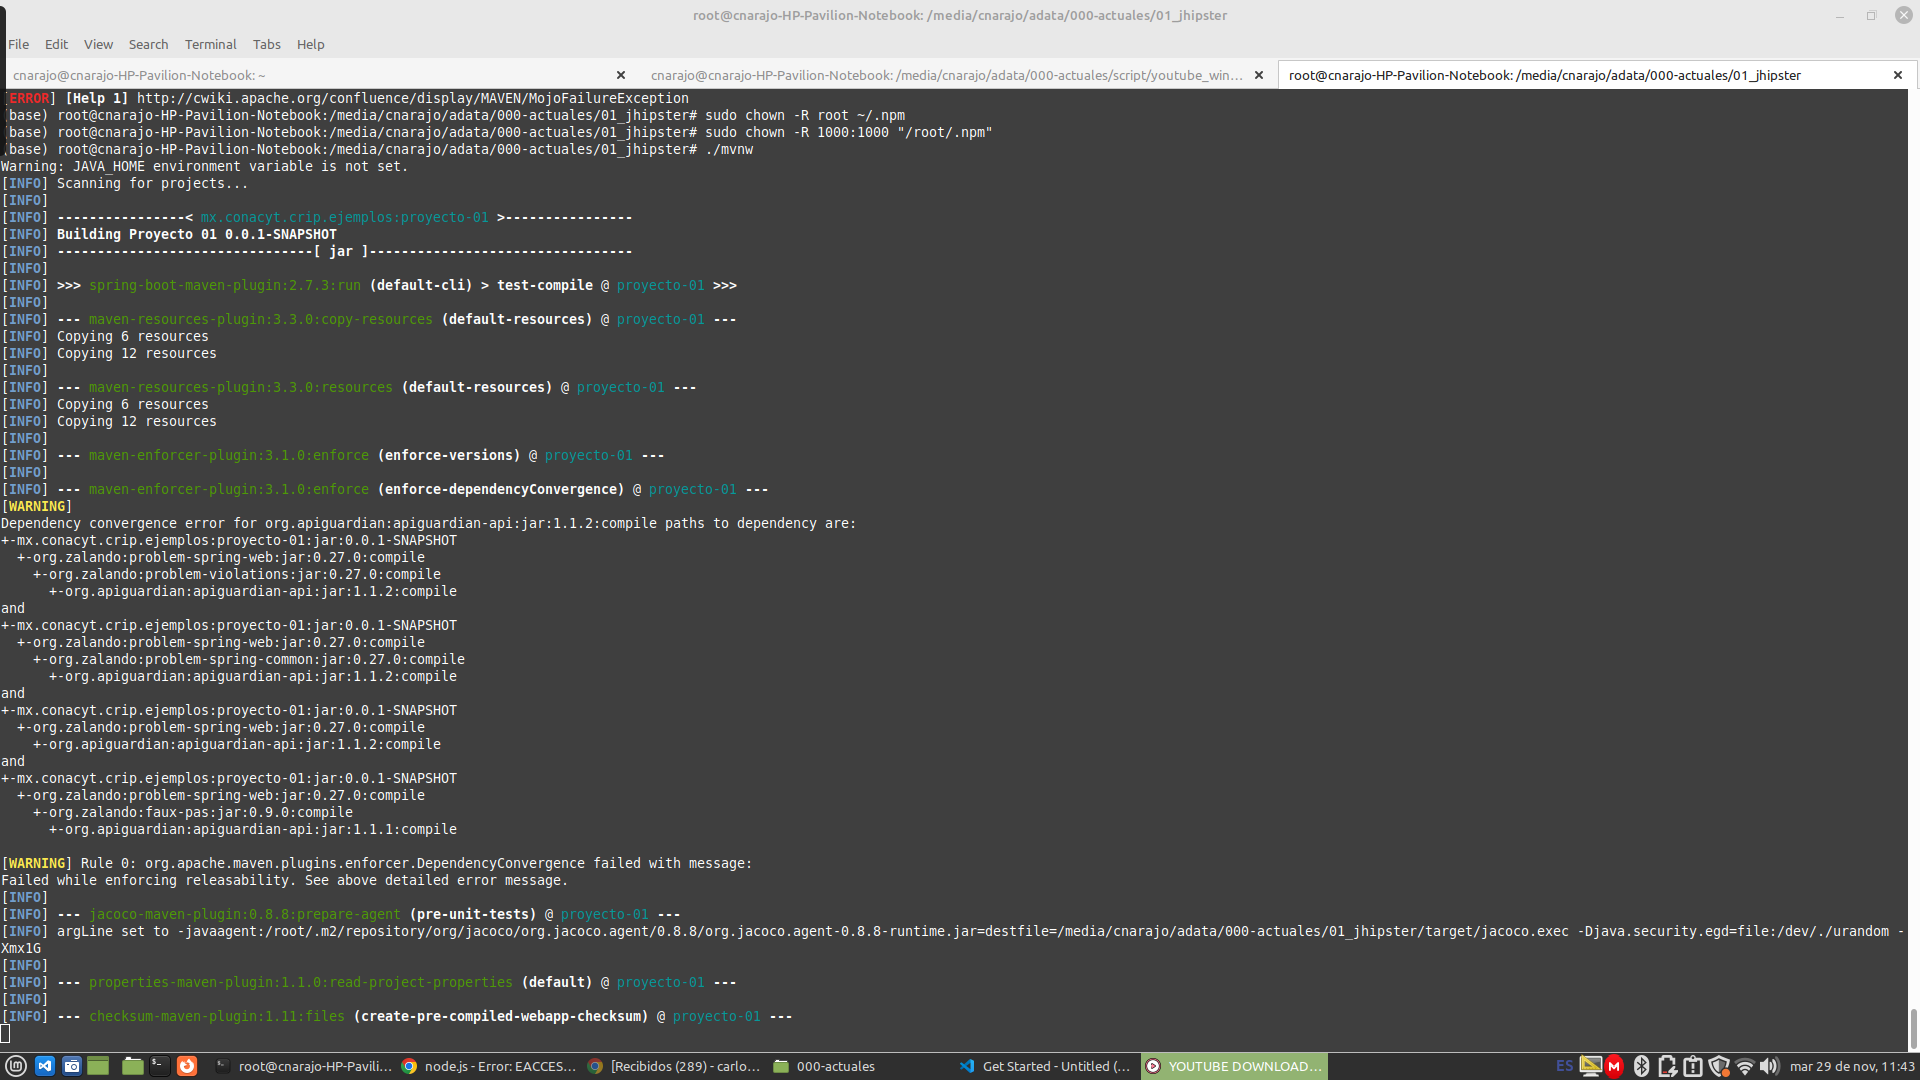 root@cnarajo-HP-Pavilion-Notebook: /media/cnarajo/adata/000-actuales/01_jhipster
File Edit View Search Terminal Tabs Help
cnarajo@cnarajo-HP-Pavilion-Notebook: ~
cnarajo@cnarajo-HP-Pavilion-Notebook: /media/cnarajo/adata/000-actuales/script/youtube_win...
root@cnarajo-HP-Pavilion-Notebook: /media/cnarajo/adata/000-actuales/01_jhipster
[ERROR] [Help 1] http://cwiki.apache.org/confluence/display/MAVEN/MojoFailureException
(base) root@cnarajo-HP-Pavilion-Notebook:/media/cnarajo/adata/000-actuales/01_jhipster# sudo chown -R root ~/.npm
(base) root@cnarajo-HP-Pavilion-Notebook:/media/cnarajo/adata/000-actuales/01_jhipster# sudo chown -R 1000:1000 "/root/.npm"
(base) root@cnarajo-HP-Pavilion-Notebook:/media/cnarajo/adata/000-actuales/01_jhipster# ./mvnw
Warning: JAVA_HOME environment variable is not set.
[INFO] Scanning for projects...
[INFO]
[INFO] ----------------< mx.conacyt.crip.ejemplos:proyecto-01 >----------------
[INFO] Building Proyecto 01 0.0.1-SNAPSHOT
[INFO] --------------------------------[ jar ]---------------------------------
[INFO]
[INFO] >>> spring-boot-maven-plugin:2.7.3:run (default-cli) > test-compile @ proyecto-01 >>>
[INFO]
[INFO] --- maven-resources-plugin:3.3.0:copy-resources (default-resources) @ proyecto-01 ---
[INFO] Copying 6 resources
[INFO] Copying 12 resources
[INFO]
[INFO] --- maven-resources-plugin:3.3.0:resources (default-resources) @ proyecto-01 ---
[INFO] Copying 6 resources
[INFO] Copying 12 resources
[INFO]
[INFO] --- maven-enforcer-plugin:3.1.0:enforce (enforce-versions) @ proyecto-01 ---
[INFO]
[INFO] --- maven-enforcer-plugin:3.1.0:enforce (enforce-dependencyConvergence) @ proyecto-01 ---
[WARNING]
Dependency convergence error for org.apiguardian:apiguardian-api:jar:1.1.2:compile paths to dependency are:
+-mx.conacyt.crip.ejemplos:proyecto-01:jar:0.0.1-SNAPSHOT
  +-org.zalando:problem-spring-web:jar:0.27.0:compile
    +-org.zalando:problem-violations:jar:0.27.0:compile
      +-org.apiguardian:apiguardian-api:jar:1.1.2:compile
and
+-mx.conacyt.crip.ejemplos:proyecto-01:jar:0.0.1-SNAPSHOT
  +-org.zalando:problem-spring-web:jar:0.27.0:compile
    +-org.zalando:problem-spring-common:jar:0.27.0:compile
      +-org.apiguardian:apiguardian-api:jar:1.1.2:compile
and
+-mx.conacyt.crip.ejemplos:proyecto-01:jar:0.0.1-SNAPSHOT
  +-org.zalando:problem-spring-web:jar:0.27.0:compile
    +-org.apiguardian:apiguardian-api:jar:1.1.2:compile
and
+-mx.conacyt.crip.ejemplos:proyecto-01:jar:0.0.1-SNAPSHOT
  +-org.zalando:problem-spring-web:jar:0.27.0:compile
    +-org.zalando:faux-pas:jar:0.9.0:compile
      +-org.apiguardian:apiguardian-api:jar:1.1.1:compile
[WARNING] Rule 0: org.apache.maven.plugins.enforcer.DependencyConvergence failed with message:
Failed while enforcing releasability. See above detailed error message.
[INFO]
[INFO] --- jacoco-maven-plugin:0.8.8:prepare-agent (pre-unit-tests) @ proyecto-01 ---
[INFO] argLine set to -javaagent:/root/.m2/repository/org/jacoco/org.jacoco.agent/0.8.8/org.jacoco.agent-0.8.8-runtime.jar=destfile=/media/cnarajo/adata/000-actuales/01_jhipster/target/jacoco.exec -Djava.security.egd=file:/dev/./urandom -
Xmx1G
[INFO]
[INFO] --- properties-maven-plugin:1.1.0:read-project-properties (default) @ proyecto-01 ---
[INFO]
[INFO] --- checksum-maven-plugin:1.11:files (create-pre-compiled-webapp-checksum) @ proyecto-01 ---
root@cnarajo-HP-Pavili... node.js - Error: EACCES... [Recibidos (289) - carlo... 000-actuales Get Started - Untitled (... YOUTUBE DOWNLOAD... ES mar 29 de nov, 11:43